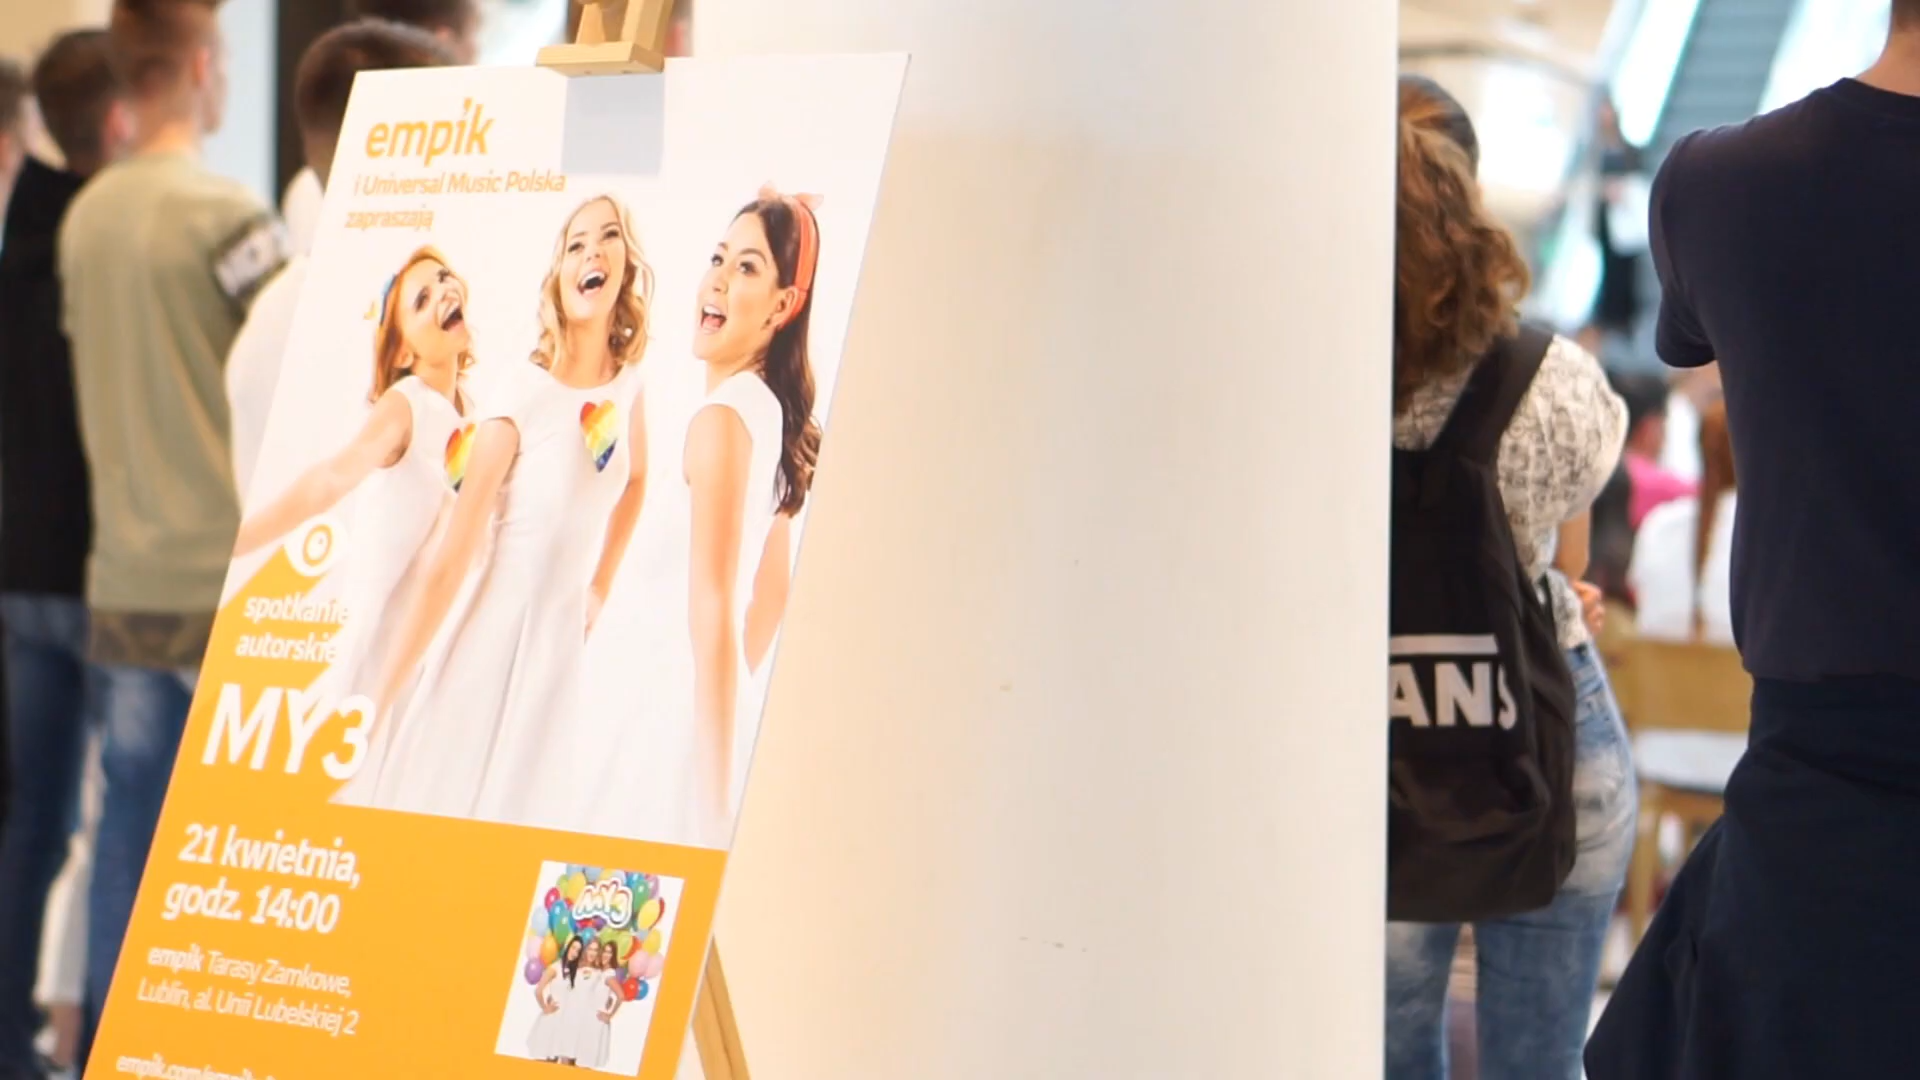 empik
i Universal Music Polska
zapraszają
spotkanie
autorskie
MY3
21 kwietnia,
godz. 14:00
empik Tarasy Zamkowe,
Lublin, al. Unii Lubelskiej 2
MY3
ANS